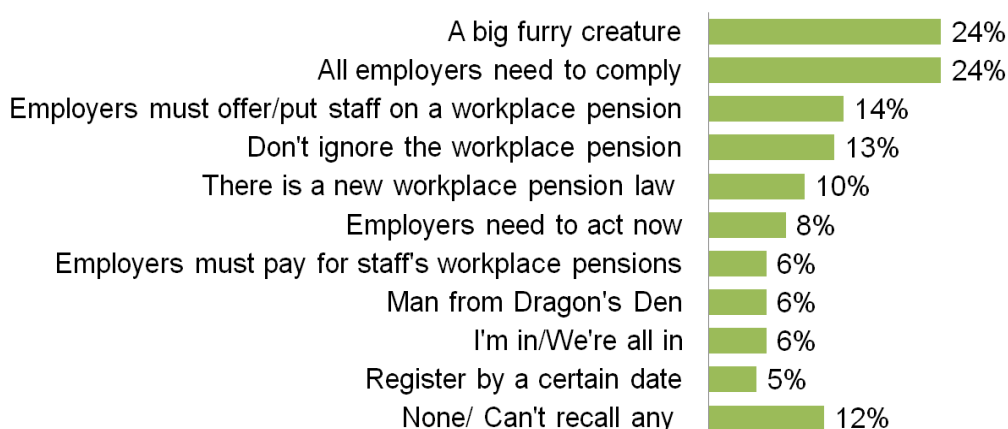 A big furry creature 24%
All employers need to comply 24%
Employers must offer/put staff on a workplace pension 14%
Don't ignore the workplace pension 13%
There is a new workplace pension law 10%
Employers need to act now 8%
Employers must pay for staff's workplace pensions 6%
Man from Dragon's Den 6%
I'm in/We're all in 6%
Register by a certain date 5%
None/ Can't recall any 12%